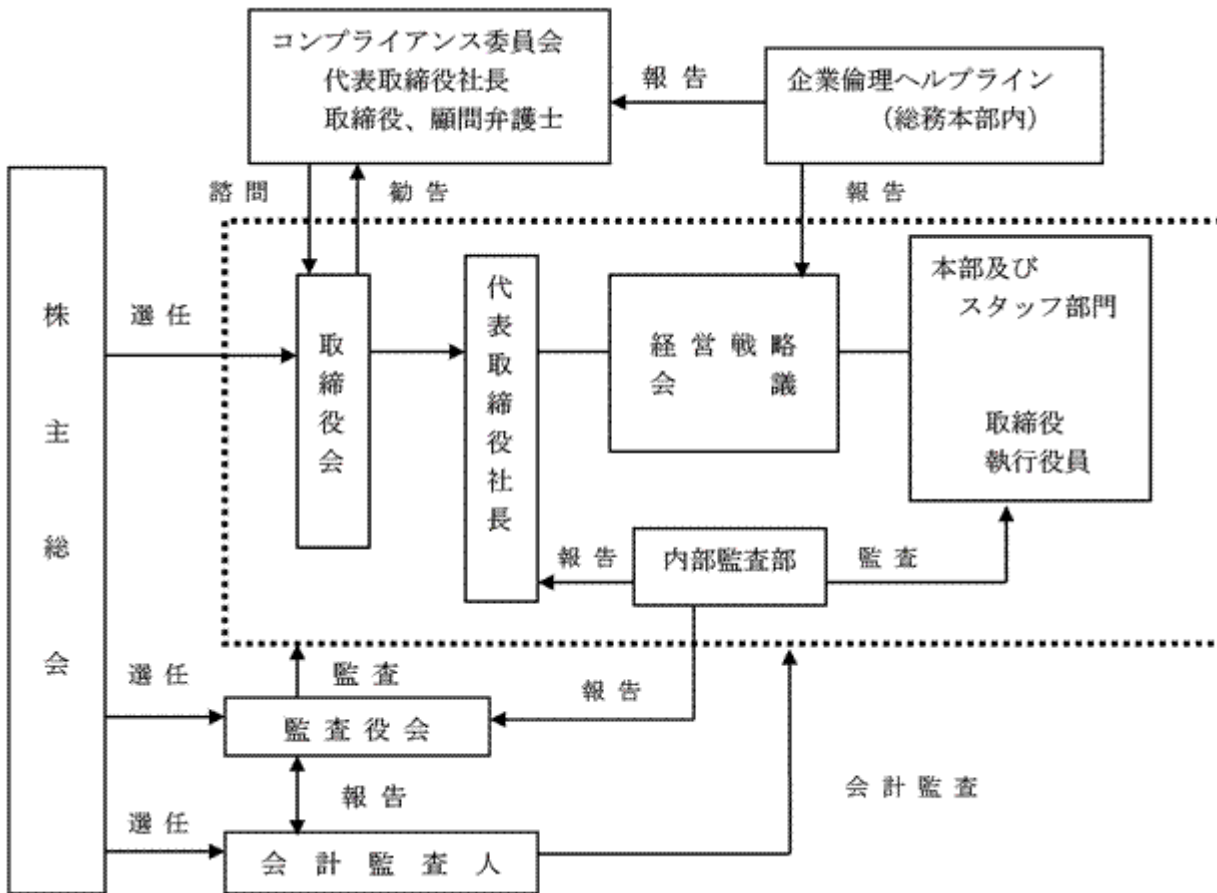 コンプライアンス委員会
代表取締役社長
取締役、顧問弁護士
報告
企業倫理ヘルプライン
（総務本部内）
諮問
勧告
報告
株主総会
選任
取締役会
代表取締役社長
経営戦略
会議
本部及び
スタッフ部門
取締役
執行役員
報告
内部監査部
監査
選任
監査
報告
監査役会
報告
会計監査
選任
会計監査人